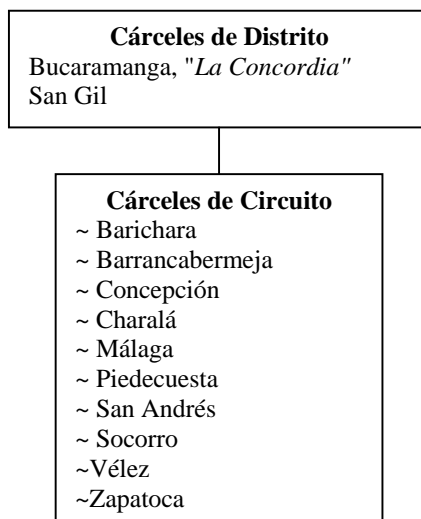 Cárceles de Distrito
Bucaramanga, "La Concordia"
San Gil
Cárceles de Circuito
~ Barichara
~ Barrancabermeja
~ Concepción
~ Charalá
~ Málaga
~ Piedecuesta
~ San Andrés
~ Socorro
~Vélez
~Zapatoca